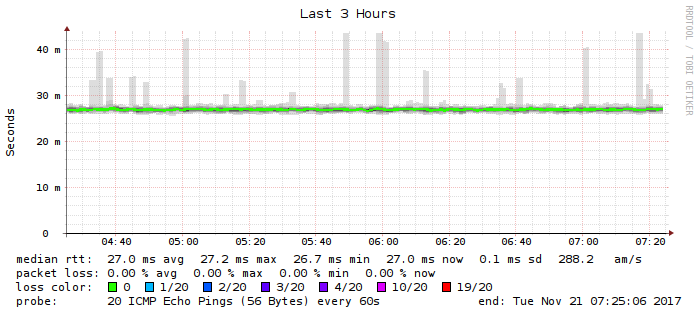 Last 3 Hours
RRDTOOL / TOBI OETIKER
Seconds
40 m
30 m
20 m
10 m
0
04:40 05:00 05:20 05:40 06:00 06:20 06:40 07:00 07:20
median rtt: 27.0 ms avg 27.2 ms max 26.7 ms min 27.0 ms now 0.1 ms sd 288.2 am/s
packet loss: 0.00 % avg 0.00 % max 0.00 % min 0.00 % now
loss color: 0 1/20 2/20 3/20 4/20 10/20 19/20
probe: 20 ICMP Echo Pings (56 Bytes) every 60s end: Tue Nov 21 07:25:06 2017